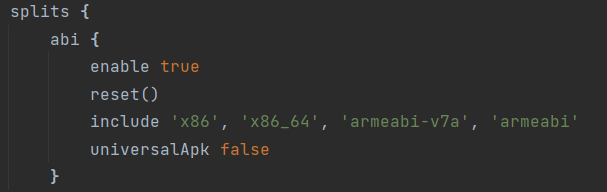 splits {
abi {
enable true
reset()
include 'x86', 'x86_64', 'armeabi-v7a', 'armeabi'
universalApk false
}